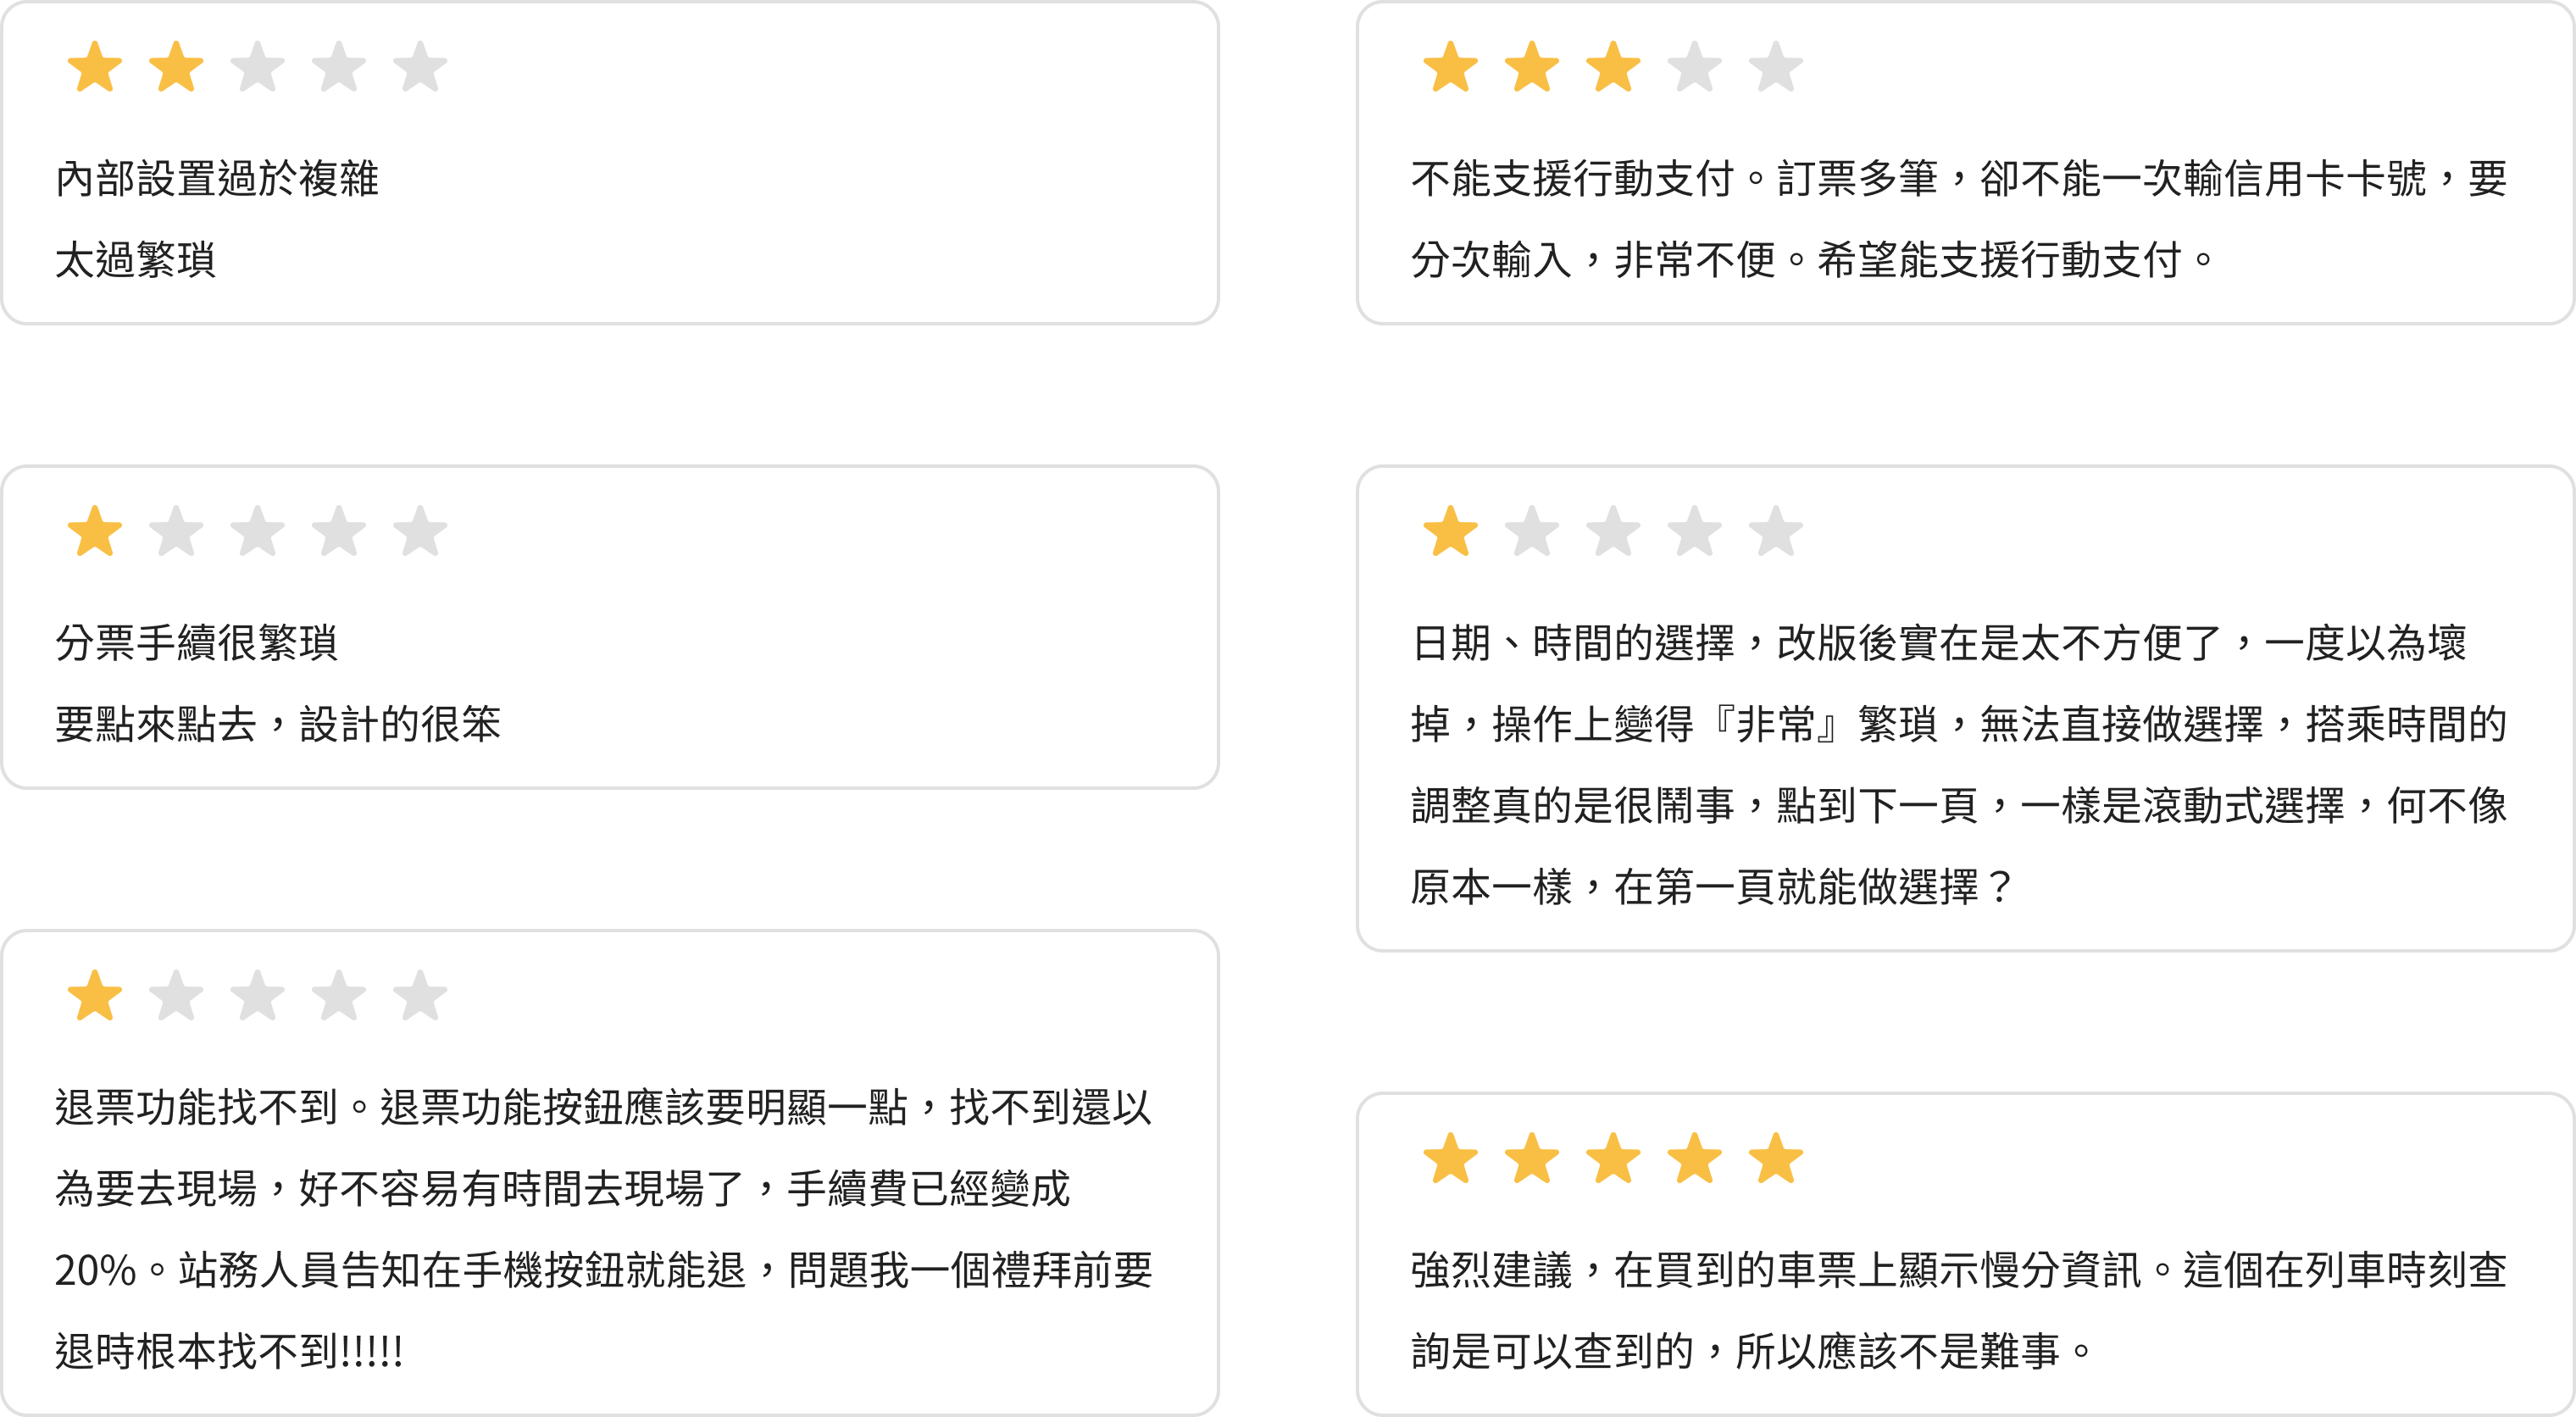 內部設置過於複雜
太過繁瑣
分票手續很繁瑣
要點來點去，設計的很笨
退票功能找不到。退票功能按鈕應該要明顯一點，找不到還以
為要去現場，好不容易有時間去現場了，手續費已經變成
20%。站務人員告知在手機按鈕就能退，問題我一個禮拜前要
退時根本找不到!!!!!
不能支援行動支付。訂票多筆，卻不能一次輸信用卡卡號，要
分次輸入，非常不便。希望能支援行動支付。
日期、時間的選擇，改版後實在是太不方便了，一度以為壞
掉，操作上變得『非常』繁瑣，無法直接做選擇，搭乘時間的
調整真的是很鬧事，點到下一頁，一樣是滾動式選擇，何不像
原本一樣，在第一頁就能做選擇？
強烈建議，在買到的車票上顯示慢分資訊。這個在列車時刻查
詢是可以查到的，所以應該不是難事。